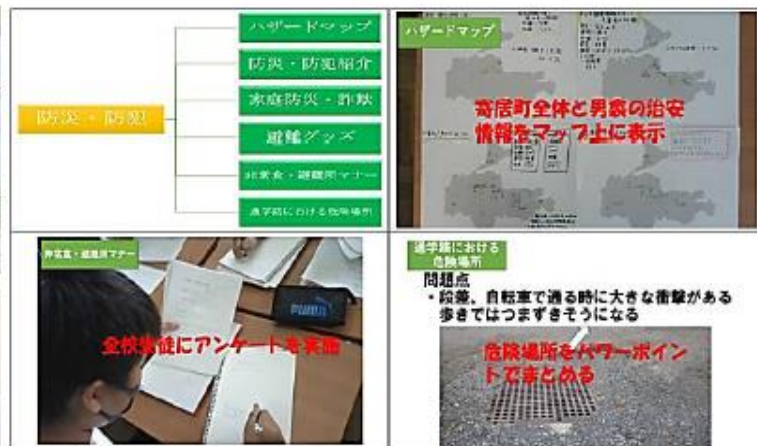 防災・防犯
ハザードマップ
防災・防犯紹介
家庭防災・詐欺
避難グッズ
非常食・避難所マナー
通学路における危険場所
ハザードマップ
寄居町全体と男衾の治安
情報をマップ上に表示
非常食・避難所マナー
PUMA
全校生徒にアンケートを実施
通学路における
危険場所
問題点
・段差、自転車で通る時に大きな衝撃がある
歩きではつまずきそうになる
危険場所をパワーポイン
トでまとめる